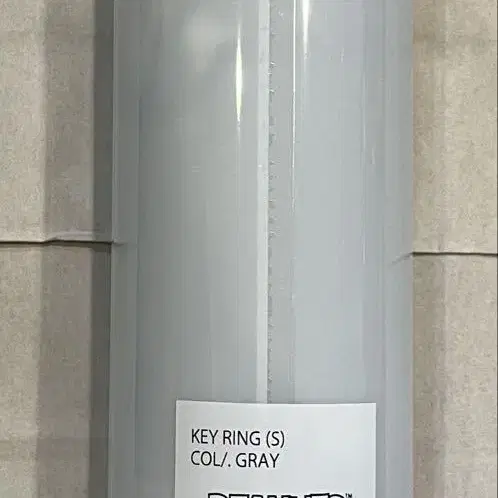 KEY RING (S)
COL/. GRAY